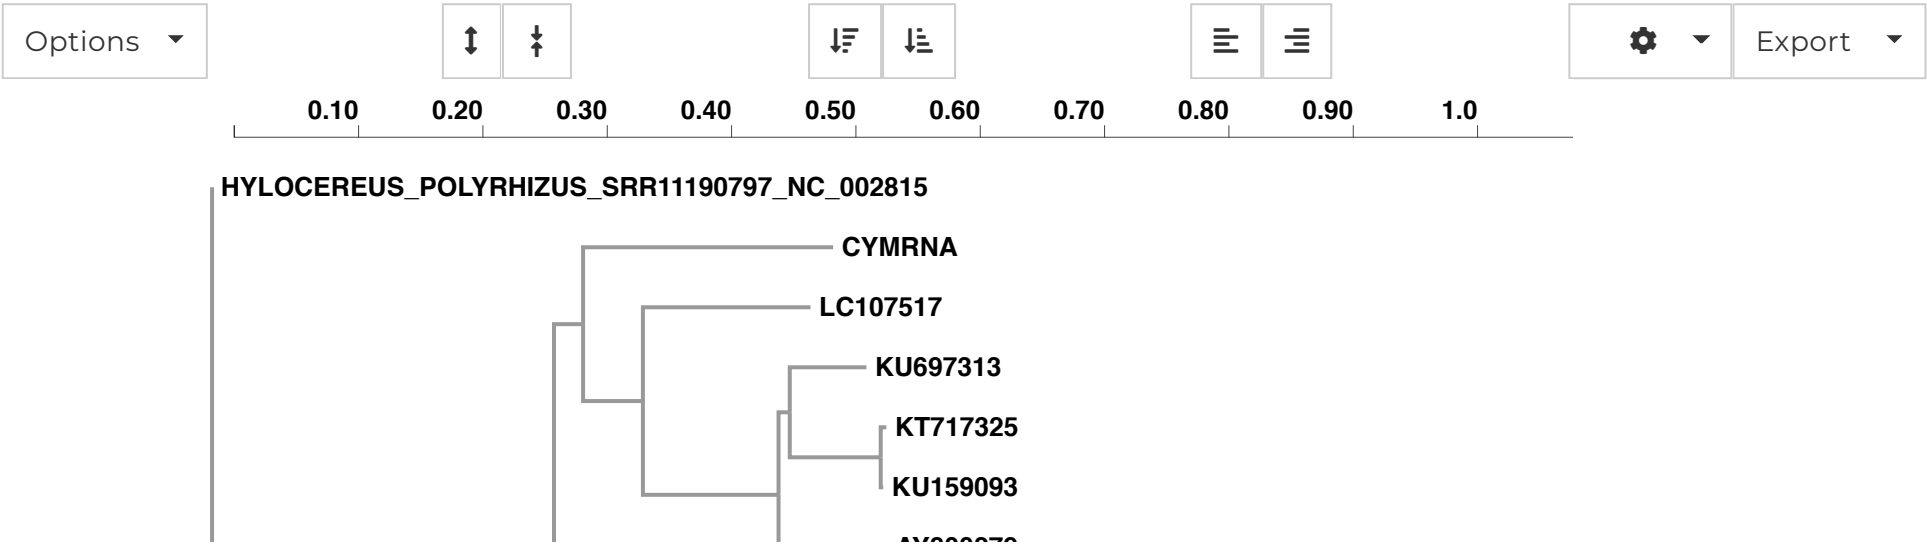 Options
Export
0.10 0.20 0.30 0.40 0.50 0.60 0.70 0.80 0.90 1.0
HYLOCEREUS_POLYRHIZUS_SRR11190797_NC_002815
CYMRNA
LC107517
KU697313
KT717325
KU159093